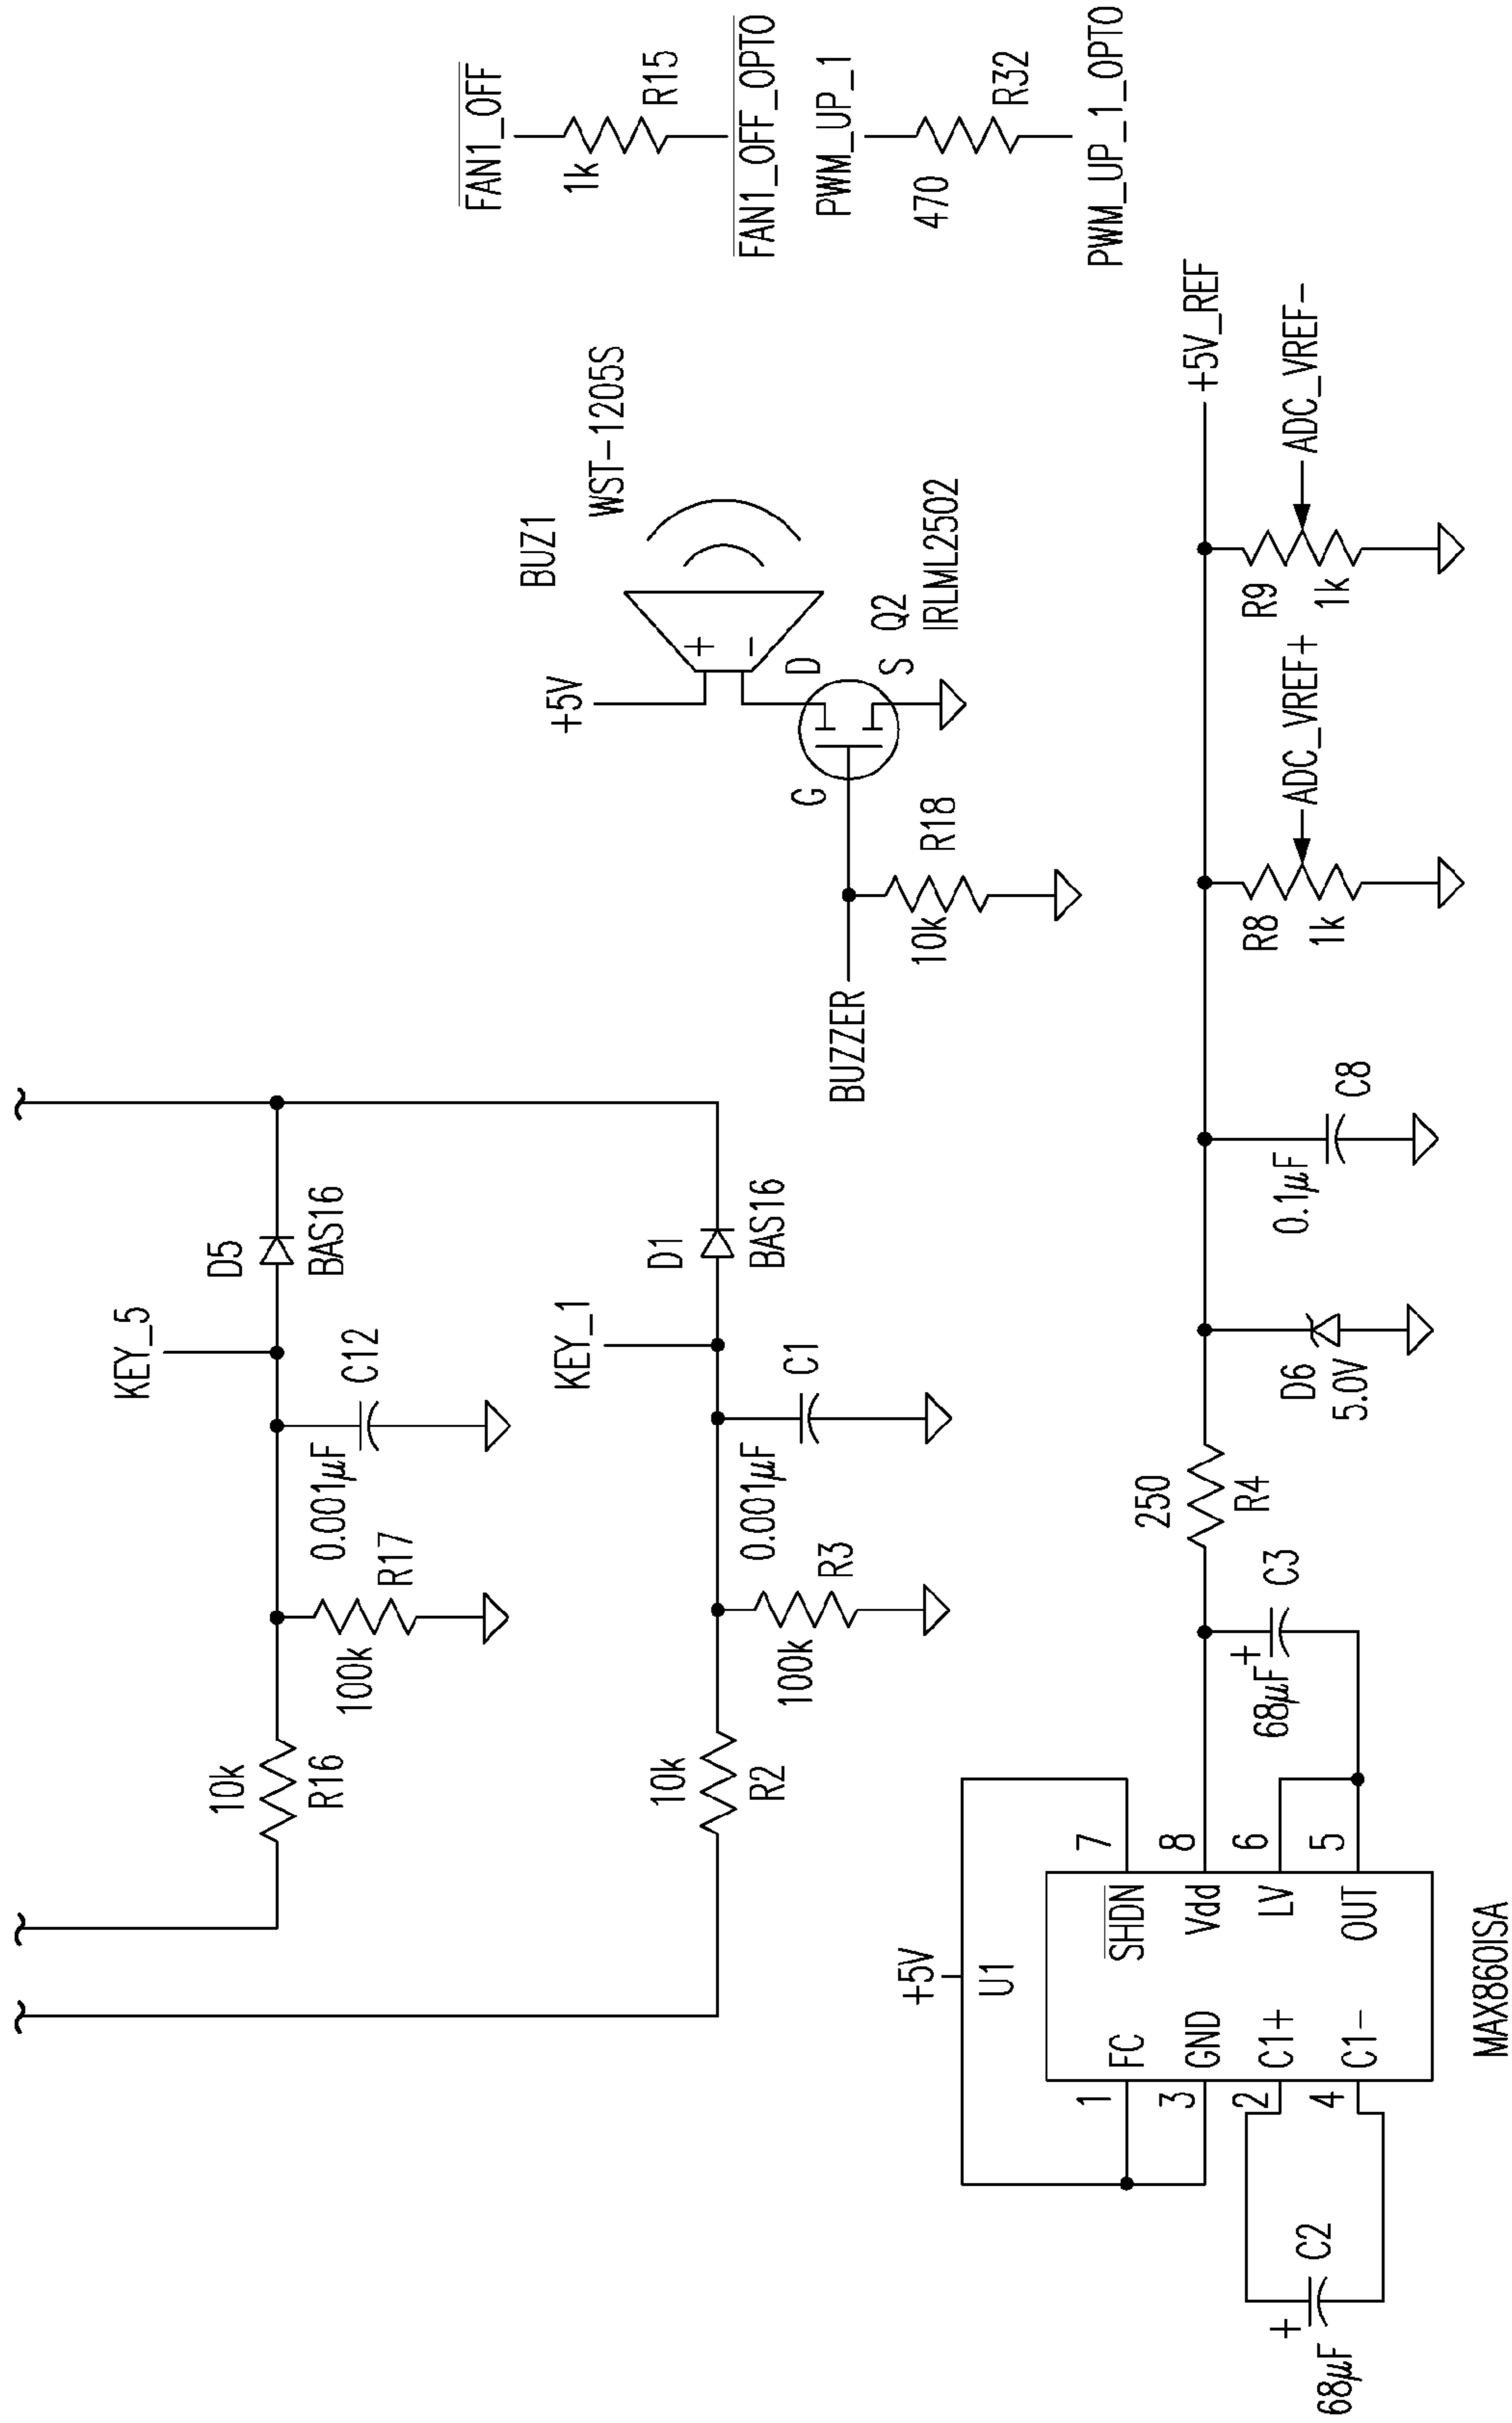 KEY_5
D5
BAS16
C12
0.001µF
R17
100k
10k
R16
KEY_1
D1
BAS16
C1
0.001µF
R3
100k
10k
R2
FAN1_OFF
1k
R15
FAN1_OFF_OPTO
PWM_UP_1
470
R32
PWM_UP_1_OPTO
+5V
BUZ1
WST-1205S
+
-
D
S
G
Q2
IRLML2502
BUZZER
10k
R18
+5V
U1
1
FC
SHDN
7
3
GND
Vdd
8
2
C1+
LV
6
4
C1-
OUT
5
MAX860ISA
+
68µF
C2
+
68µF
C3
250
R4
D6
5.0V
0.1µF
C8
R8
1k
ADC_VREF+
R9
1k
ADC_VREF-
+5V_REF